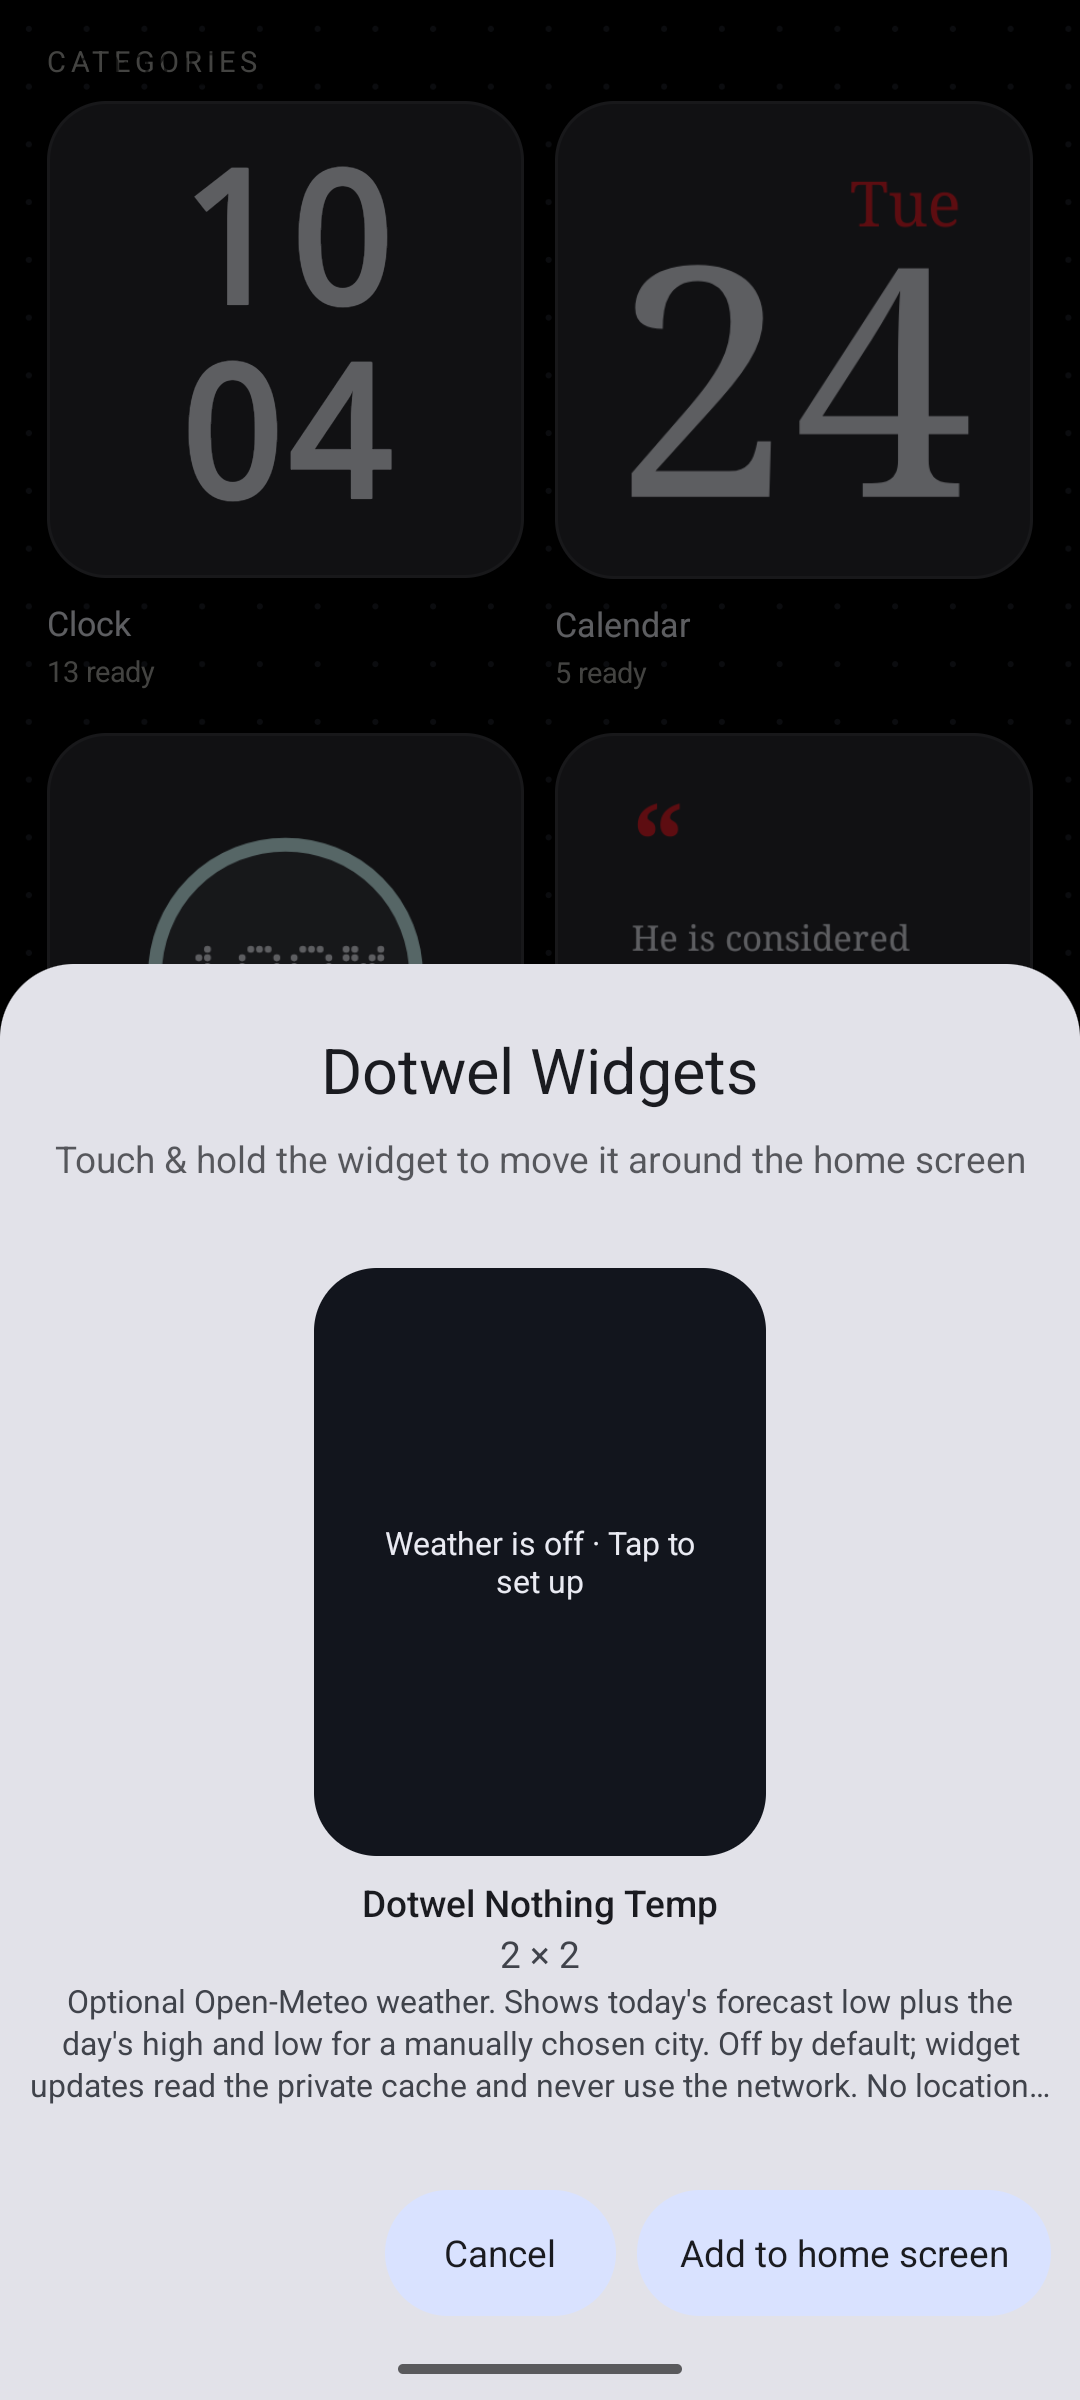 CATEGORIES
10
04
Tue
24
Clock
13 ready
Calendar
5 ready
“
He is considered
Dotwel Widgets
Touch & hold the widget to move it around the home screen
Weather is off · Tap to
set up
Dotwel Nothing Temp
2 × 2
Optional Open-Meteo weather. Shows today's forecast low plus the
day's high and low for a manually chosen city. Off by default; widget
updates read the private cache and never use the network. No location…
Cancel
Add to home screen